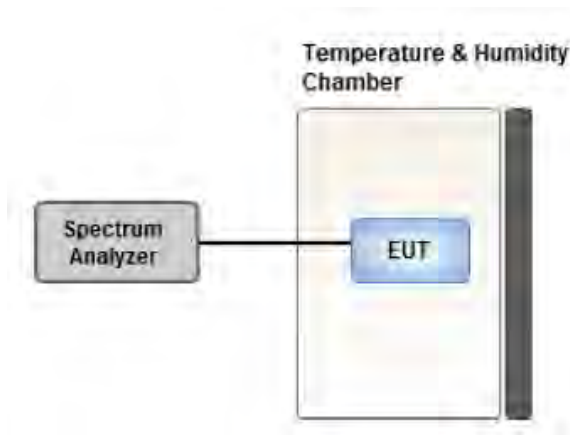 Temperature & Humidity
Chamber
Spectrum
Analyzer
EUT